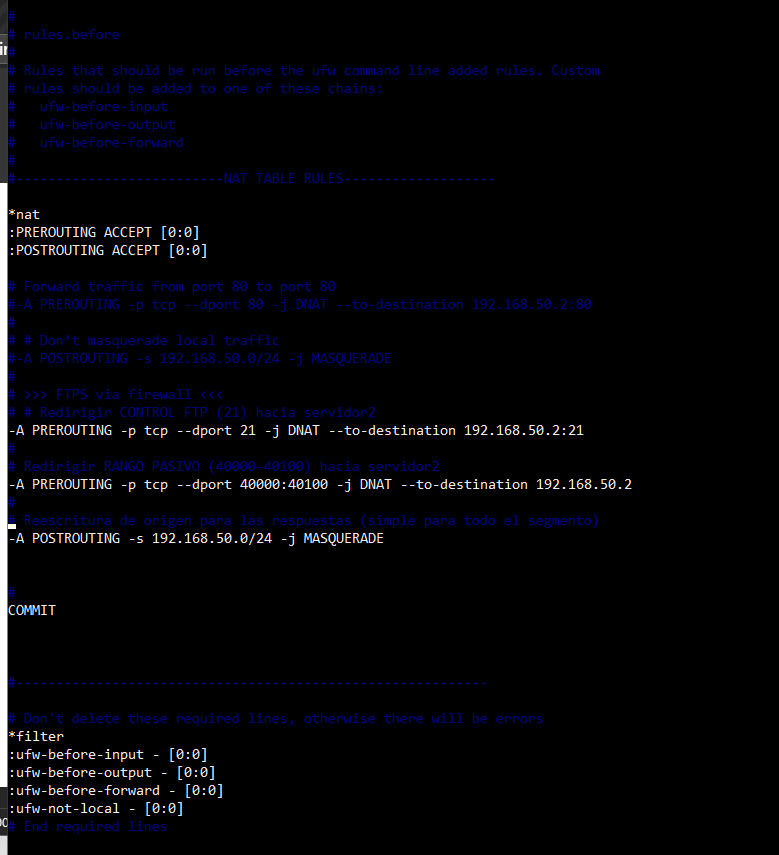 #
# rules.before
#
# Rules that should be run before the ufw command line added rules. Custom
# rules should be added to one of these chains:
#   ufw-before-input
#   ufw-before-output
#   ufw-before-forward
#
#--------------------------NAT TABLE RULES-------------------
*nat
:PREROUTING ACCEPT [0:0]
:POSTROUTING ACCEPT [0:0]
# Forward traffic from port 80 to port 80
#-A PREROUTING -p tcp --dport 80 -j DNAT --to-destination 192.168.50.2:80
#
# # Don't masquerade local traffic
#-A POSTROUTING -s 192.168.50.0/24 -j MASQUERADE
#
# >>> FTPS via firewall <<<
# # Redirigir CONTROL FTP (21) hacia servidor2
-A PREROUTING -p tcp --dport 21 -j DNAT --to-destination 192.168.50.2:21
#
# Redirigir RANGO PASIVO (40000-40100) hacia servidor2
-A PREROUTING -p tcp --dport 40000:40100 -j DNAT --to-destination 192.168.50.2
#
# Reescritura de origen para las respuestas (simple para todo el segmento)
-A POSTROUTING -s 192.168.50.0/24 -j MASQUERADE
#
COMMIT
#-----------------------------------------------------------
# Don't delete these required lines, otherwise there will be errors
*filter
:ufw-before-input - [0:0]
:ufw-before-output - [0:0]
:ufw-before-forward - [0:0]
:ufw-not-local - [0:0]
# End required lines